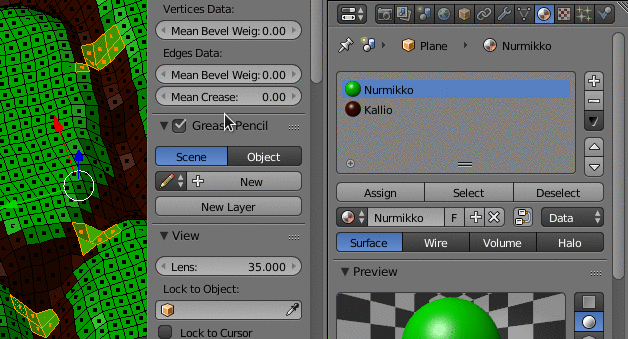 Vertices Data:
Mean Bevel Weig: 0.00
Edges Data:
Mean Bevel Weig: 0.00
Mean Crease: 0.00
Grease Pencil
Scene Object
New
New Layer
View
Lens: 35.000
Lock to Object:
Lock to Cursor
Plane Nurmikko
Nurmikko
Kallio
Assign Select Deselect
Nurmikko F Data
Surface Wire Volume Halo
Preview